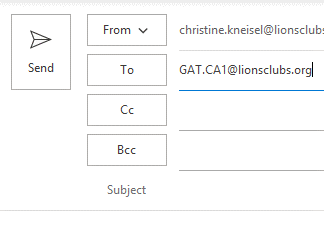 From christine.kneisel@lionsclubs
Send To GAT.CA1@lionsclubs.org
Cc
Bcc
Subject